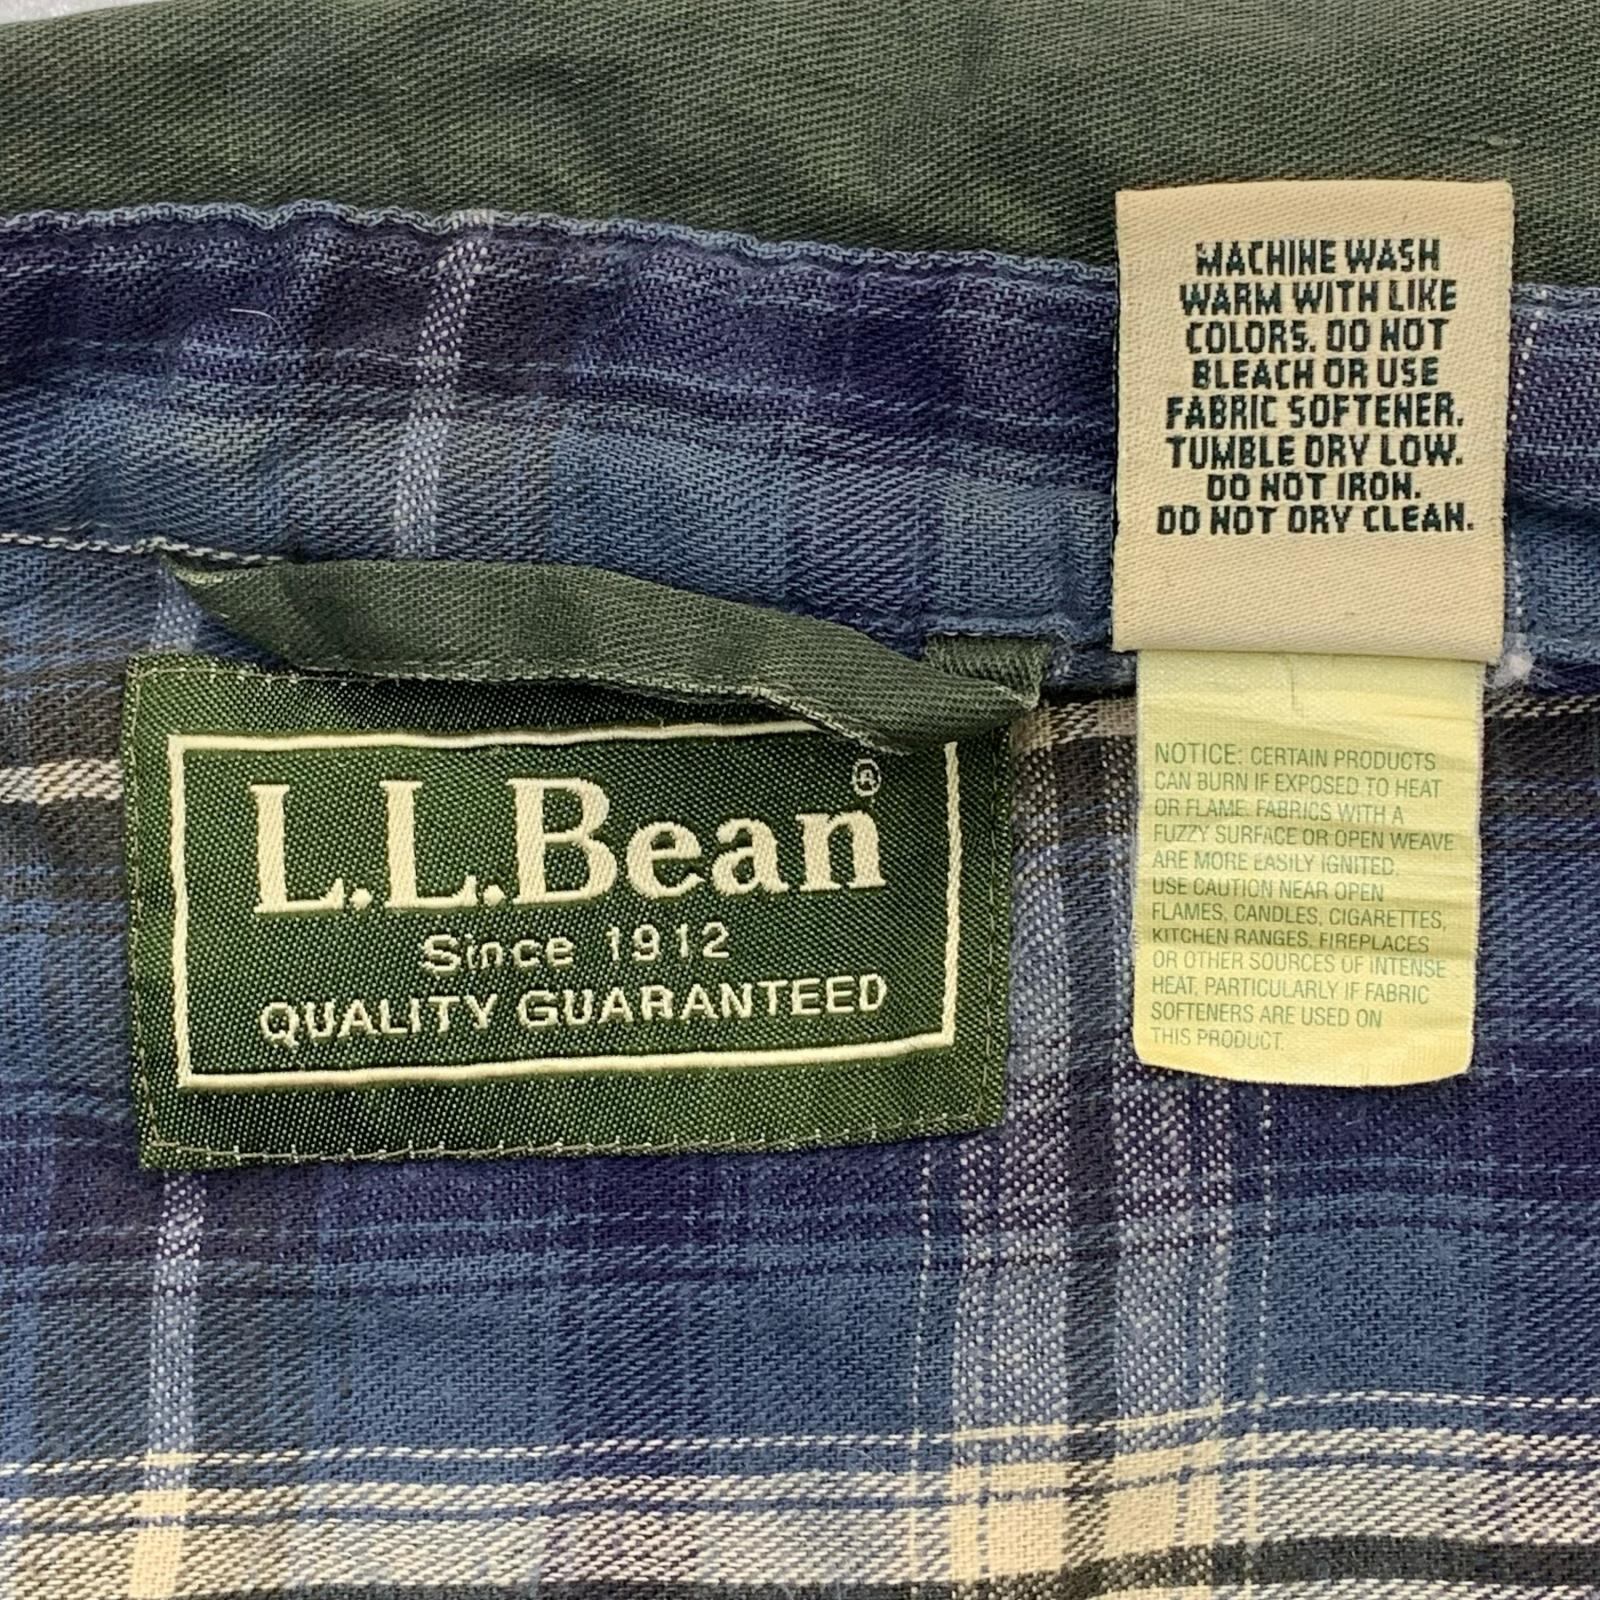 MACHINE WASH
WARM WITH LIKE
COLORS. DO NOT
BLEACH OR USE
FABRIC SOFTENER.
TUMBLE DRY LOW.
DO NOT IRON.
DO NOT DRY CLEAN.
L.L.Bean®
Since 1912
QUALITY GUARANTEED
NOTICE: CERTAIN PRODUCTS
CAN BURN IF EXPOSED TO HEAT
OR FLAME. FABRICS WITH A
FUZZY SURFACE OR OPEN WEAVE
ARE MORE EASILY IGNITED.
USE CAUTION NEAR OPEN
FLAMES, CANDLES, CIGARETTES,
KITCHEN RANGES, FIREPLACES
OR OTHER SOURCES OF INTENSE
HEAT, PARTICULARLY IF FABRIC
SOFTENERS ARE USED ON
THIS PRODUCT.